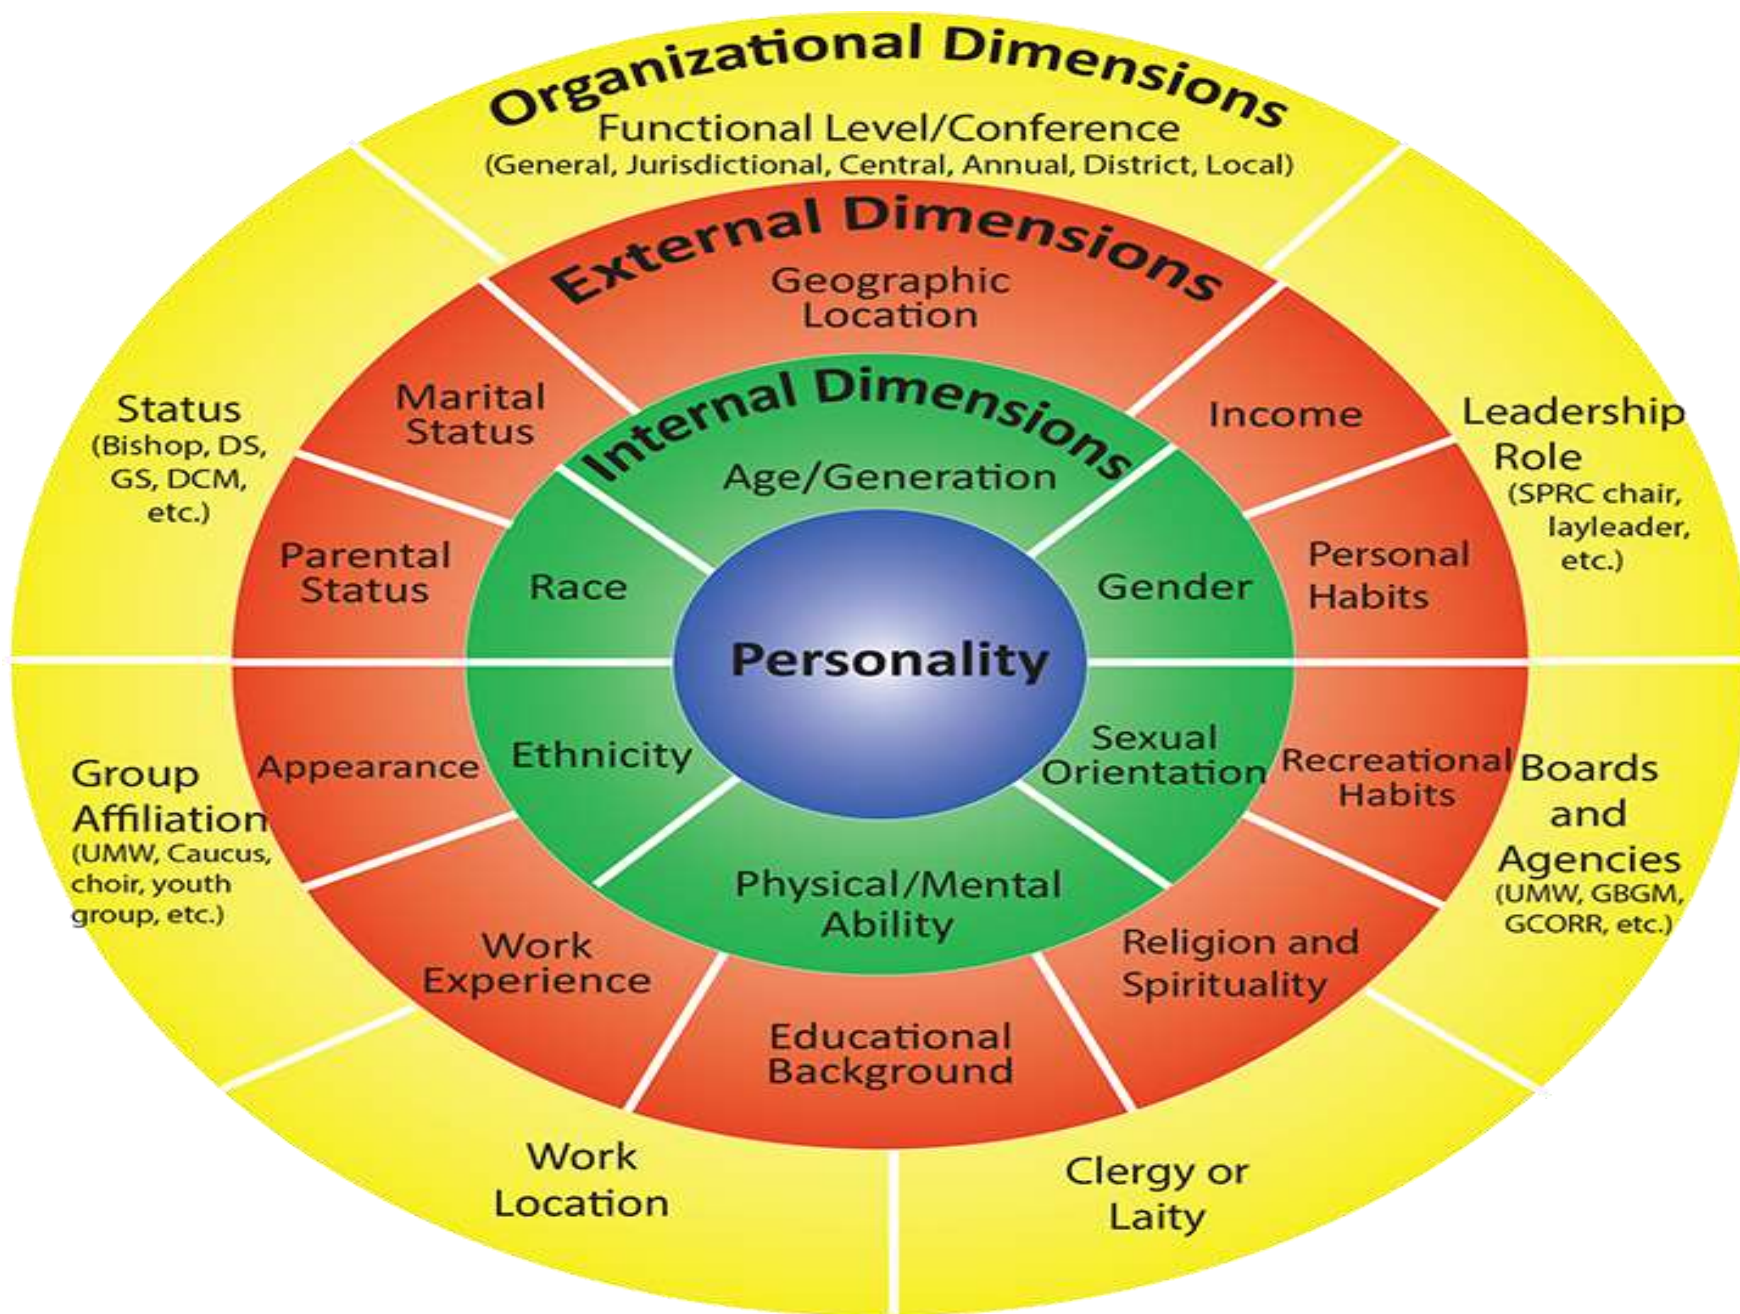 Organizational Dimensions
Functional Level/Conference
(General, Jurisdictional, Central, Annual, District, Local)
External Dimensions
Geographic
Location
Internal Dimensions
Age/Generation
Personality
Marital
Status
Income
Status
(Bishop, DS,
GS, DCM,
etc.)
Leadership
Role
(SPRC chair,
layleader,
etc.)
Parental
Status
Race
Gender
Personal
Habits
Group
Affiliation
(UMW, Caucus,
choir, youth
group, etc.)
Appearance
Ethnicity
Sexual
Orientation
Recreational
Habits
Boards
and
Agencies
(UMW, GBGM,
GCORR, etc.)
Physical/Mental
Ability
Work
Experience
Religion and
Spirituality
Educational
Background
Work
Location
Clergy or
Laity